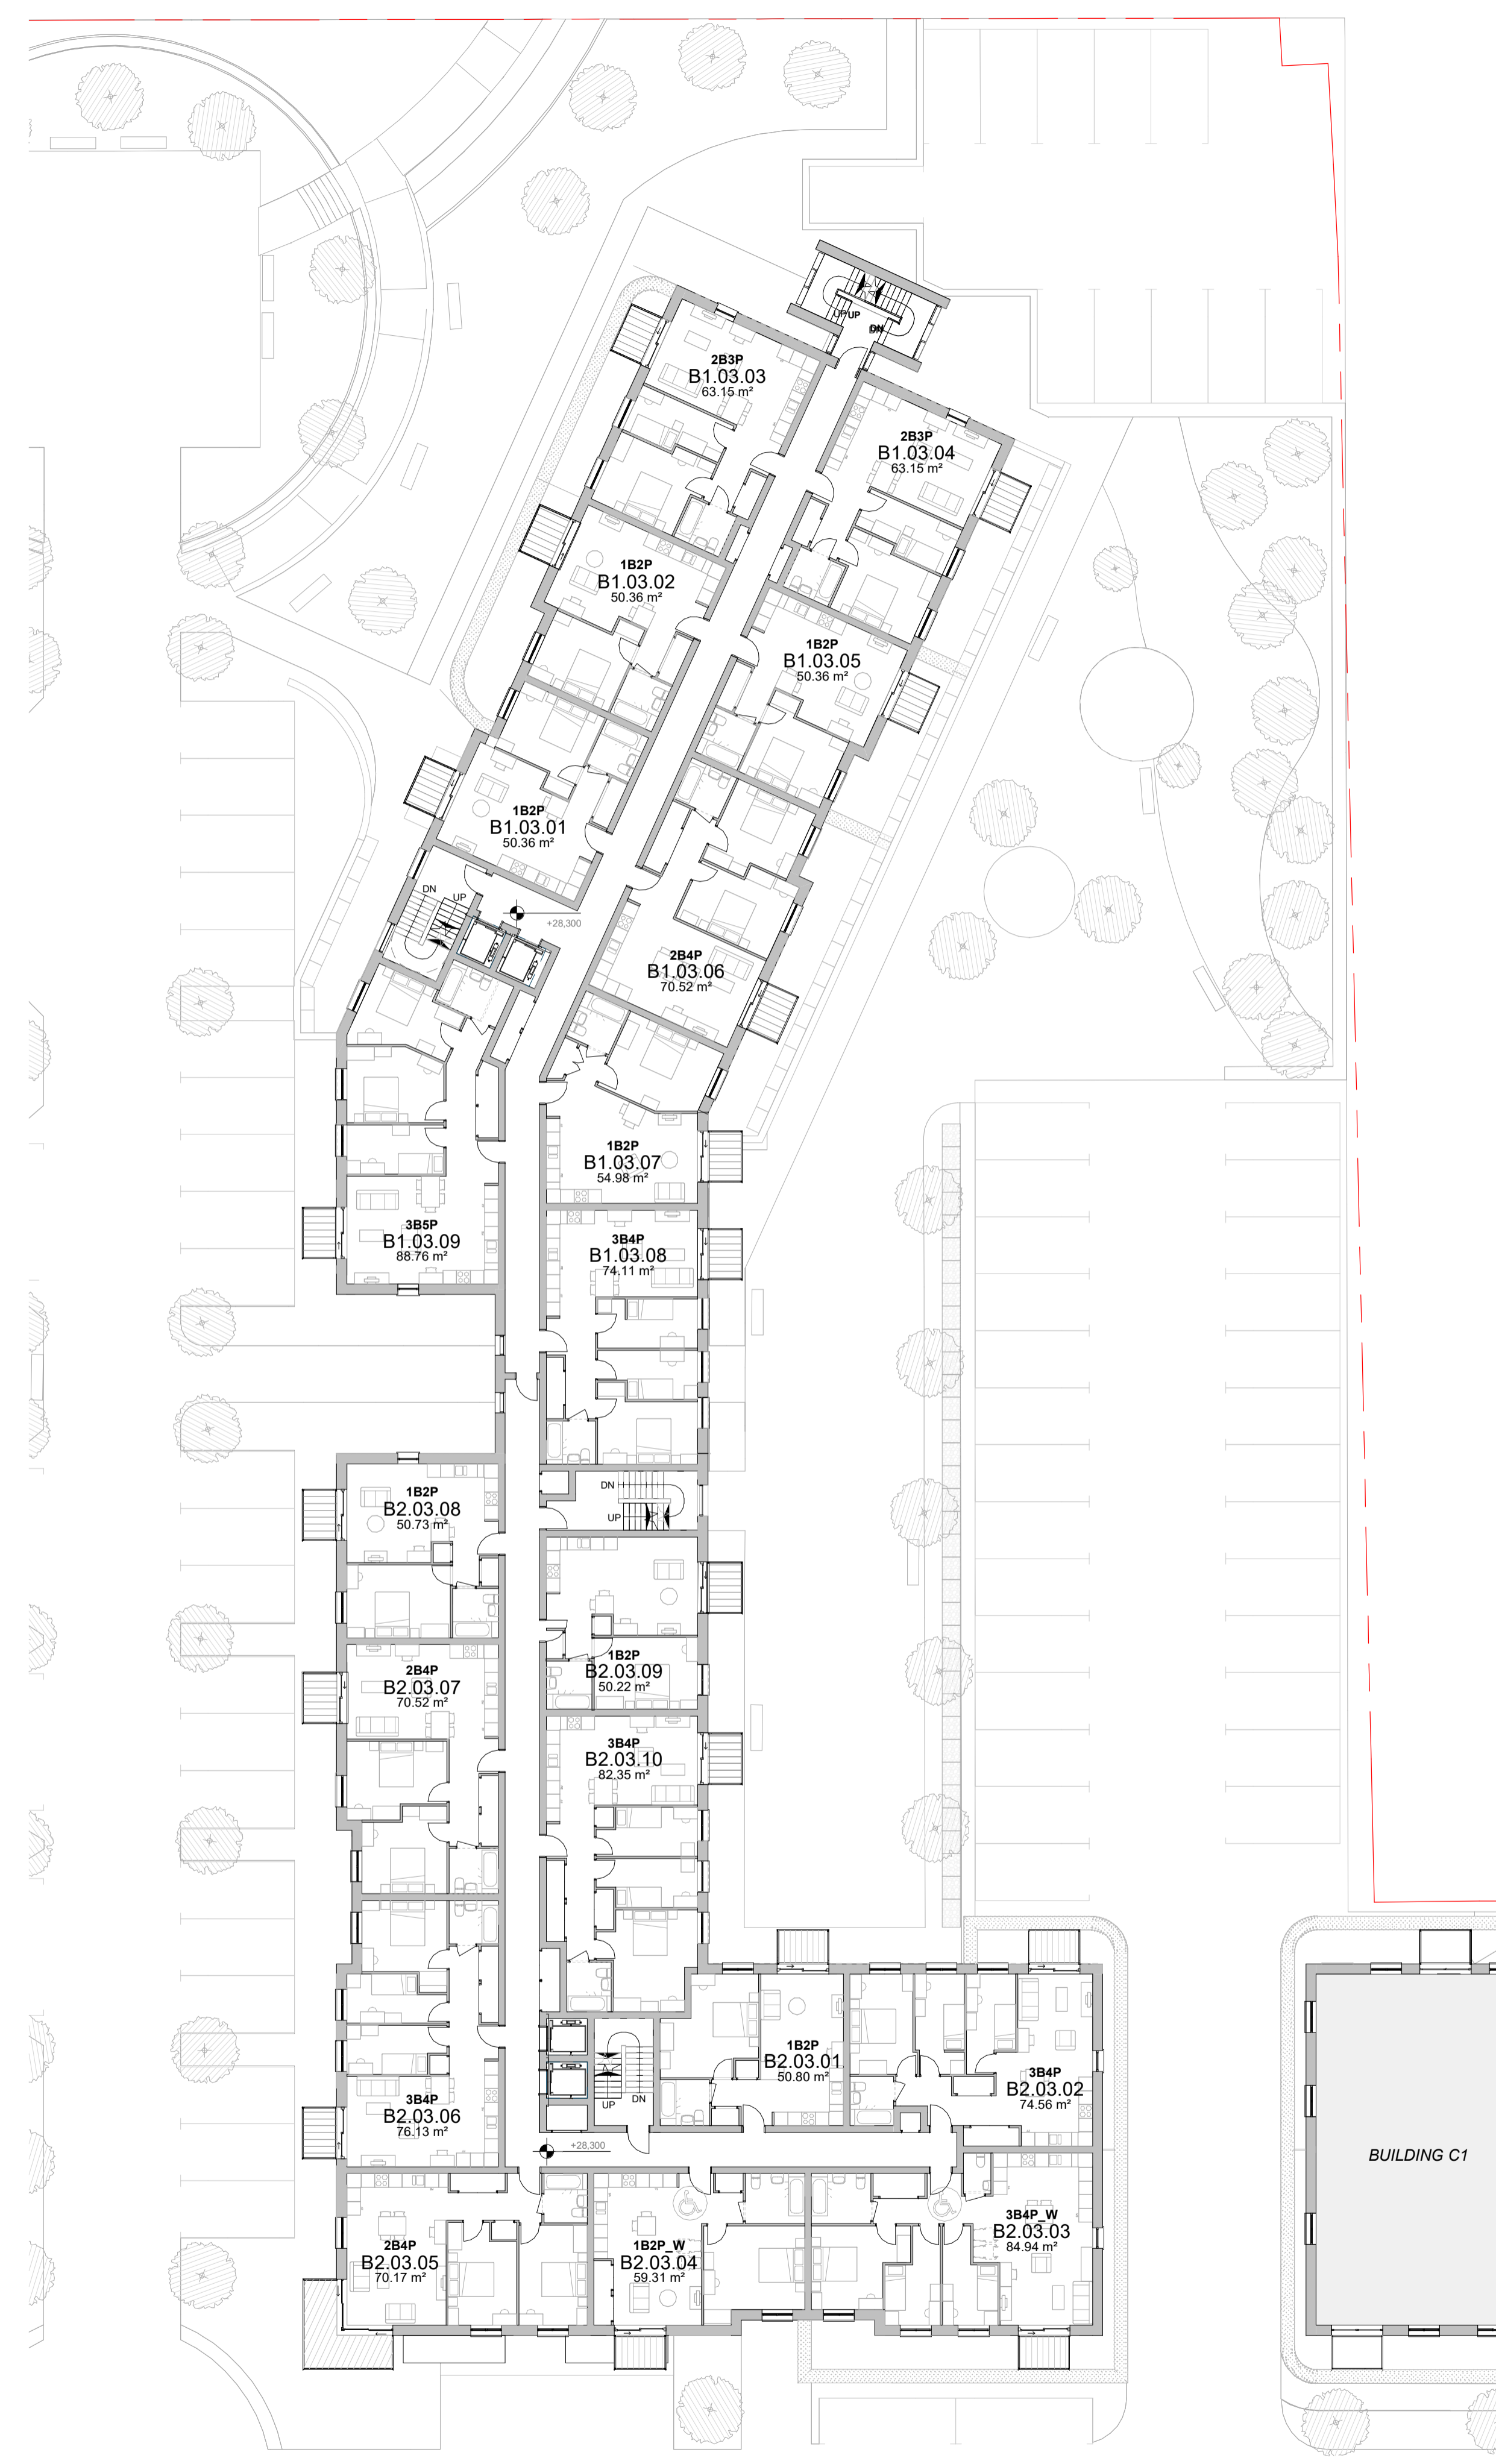 UP
UP
DN
2B3P
B1.03.03
63.15 m²
2B3P
B1.03.04
63.15 m²
1B2P
B1.03.02
50.36 m²
1B2P
B1.03.05
50.36 m²
1B2P
B1.03.01
50.36 m²
DN
UP
+28,300
2B4P
B1.03.06
70.52 m²
1B2P
B1.03.07
54.98 m²
3B5P
B1.03.09
88.76 m²
3B4P
B1.03.08
74.11 m²
DN
UP
1B2P
B2.03.08
50.73 m²
1B2P
B2.03.09
50.22 m²
2B4P
B2.03.07
70.52 m²
3B4P
B2.03.10
82.35 m²
1B2P
B2.03.01
50.80 m²
3B4P
B2.03.02
74.56 m²
UP
DN
3B4P
B2.03.06
76.13 m²
+28,300
BUILDING C1
2B4P
B2.03.05
70.17 m²
1B2P_W
B2.03.04
59.31 m²
3B4P_W
B2.03.03
84.94 m²